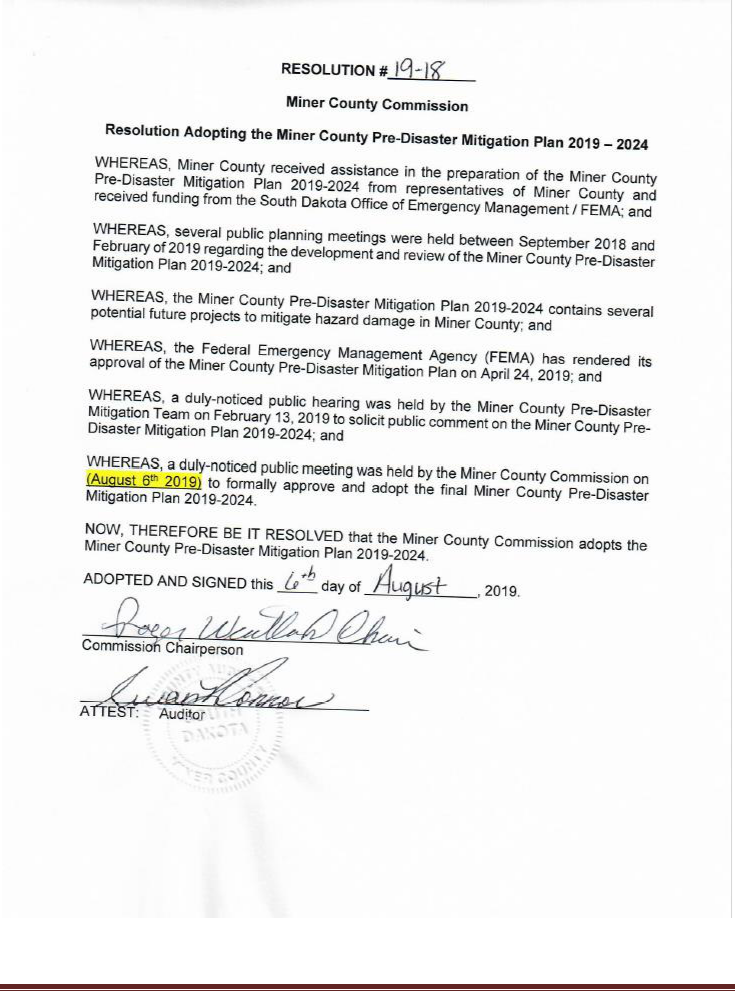 RESOLUTION # 19-18
Miner County Commission
Resolution Adopting the Miner County Pre-Disaster Mitigation Plan 2019 – 2024
WHEREAS, Miner County received assistance in the preparation of the Miner County
Pre-Disaster Mitigation Plan 2019-2024 from representatives of Miner County and
received funding from the South Dakota Office of Emergency Management / FEMA; and
WHEREAS, several public planning meetings were held between September 2018 and
February of 2019 regarding the development and review of the Miner County Pre-Disaster
Mitigation Plan 2019-2024; and
WHEREAS, the Miner County Pre-Disaster Mitigation Plan 2019-2024 contains several
potential future projects to mitigate hazard damage in Miner County; and
WHEREAS, the Federal Emergency Management Agency (FEMA) has rendered its
approval of the Miner County Pre-Disaster Mitigation Plan on April 24, 2019; and
WHEREAS, a duly-noticed public hearing was held by the Miner County Pre-Disaster
Mitigation Team on February 13, 2019 to solicit public comment on the Miner County Pre-
Disaster Mitigation Plan 2019-2024; and
WHEREAS, a duly-noticed public meeting was held by the Miner County Commission on
(August 6th 2019) to formally approve and adopt the final Miner County Pre-Disaster
Mitigation Plan 2019-2024.
NOW, THEREFORE BE IT RESOLVED that the Miner County Commission adopts the
Miner County Pre-Disaster Mitigation Plan 2019-2024.
ADOPTED AND SIGNED this 6th day of August, 2019.
Roger Chair
Commission Chairperson
Susan
ATTEST: Auditor
SOUTH
DAKOTA
MINER COUNTY